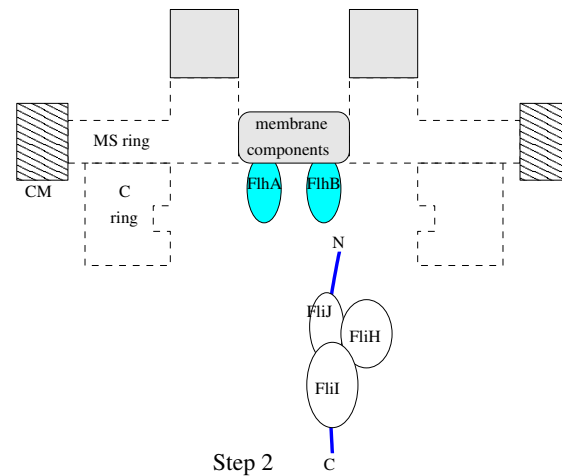 membrane
components
MS ring
CM
C
ring
FlhA
FlhB
N
FliJ
FliH
FliI
Step 2
C